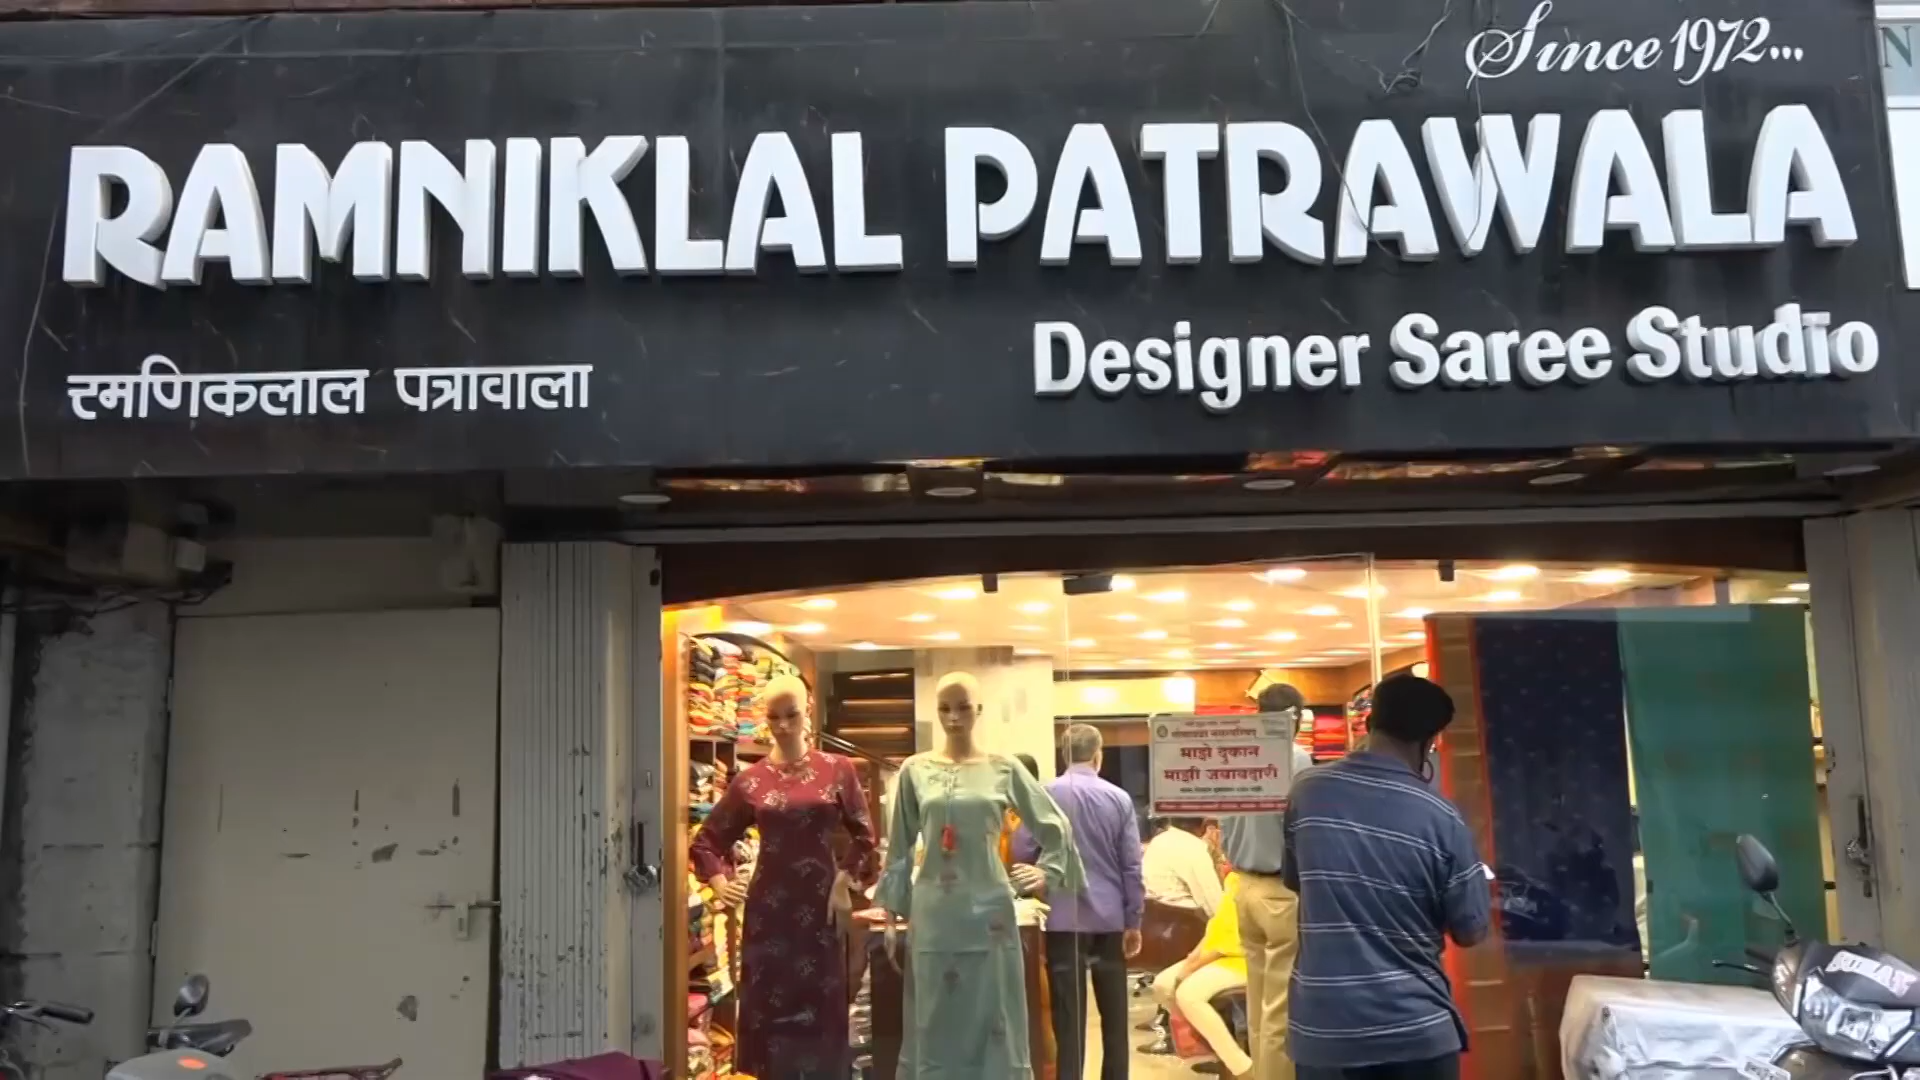 Since 1972...
RAMNIKLAL PATRAWALA
Designer Saree Studio
रमणिकलाल पत्रावाला
माझे दुकान
माझी जबाबदारी